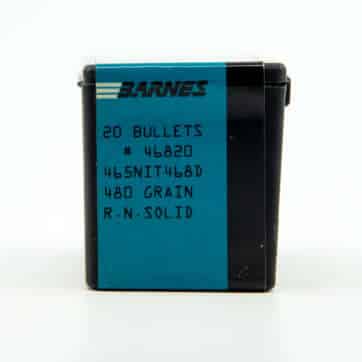 BARNES
20 BULLETS
# 46820
465NIT468D
480 GRAIN
R.N.SOLID